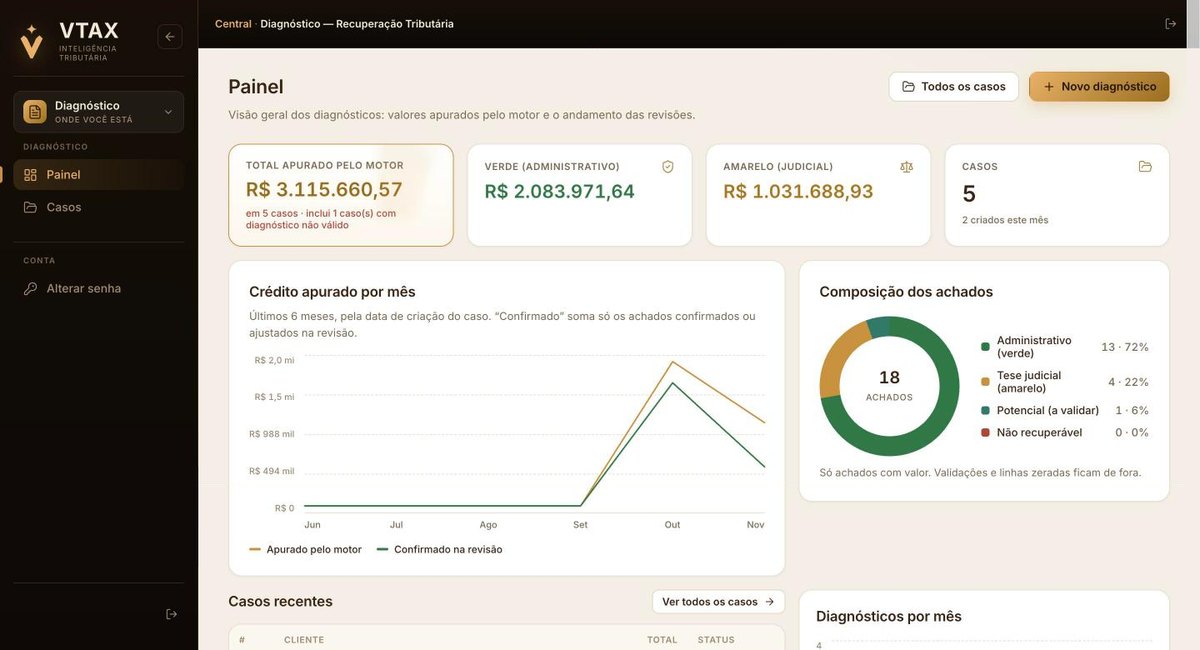 VTAX
INTELIGÊNCIA
TRIBUTÁRIA
Diagnóstico
ONDE VOCÊ ESTÁ
DIAGNÓSTICO
Painel
Casos
CONTA
Alterar senha
Central · Diagnóstico — Recuperação Tributária
Painel
Visão geral dos diagnósticos: valores apurados pelo motor e o andamento das revisões.
Todos os casos
+ Novo diagnóstico
TOTAL APURADO PELO MOTOR
R$ 3.115.660,57
em 5 casos · inclui 1 caso(s) com
diagnóstico não válido
VERDE (ADMINISTRATIVO)
R$ 2.083.971,64
AMARELO (JUDICIAL)
R$ 1.031.688,93
CASOS
5
2 criados este mês
Crédito apurado por mês
Últimos 6 meses, pela data de criação do caso. “Confirmado” soma só os achados confirmados ou
ajustados na revisão.
R$ 2,0 mi
R$ 1,5 mi
R$ 988 mil
R$ 494 mil
R$ 0
Jun Jul Ago Set Out Nov
Apurado pelo motor Confirmado na revisão
Composição dos achados
18
ACHADOS
Administrativo
(verde)
13 · 72%
Tese judicial
(amarelo)
4 · 22%
Potencial (a validar) 1 · 6%
Não recuperável 0 · 0%
Só achados com valor. Validações e linhas zeradas ficam de fora.
Casos recentes
Ver todos os casos →
# CLIENTE TOTAL STATUS
Diagnósticos por mês
4